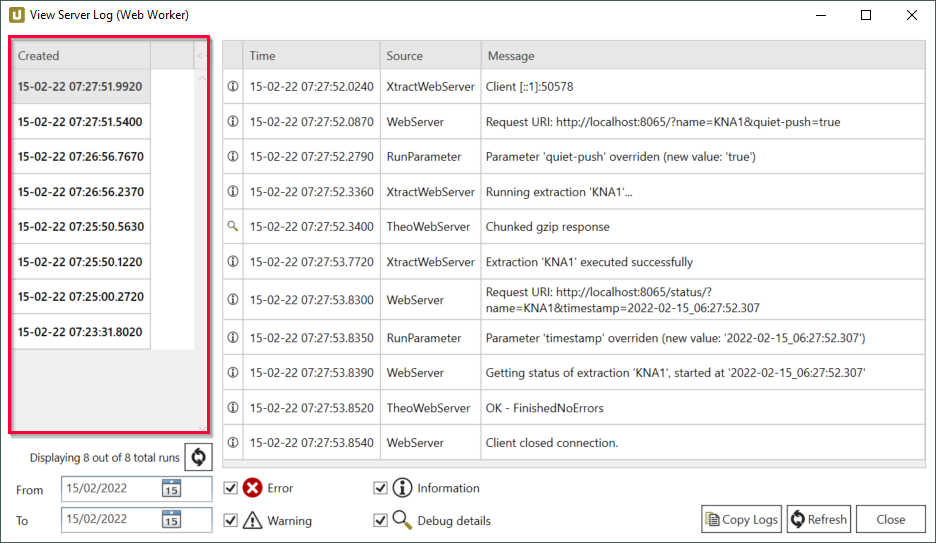 View Server Log (Web Worker)
Created
15-02-22 07:27:51.9920
15-02-22 07:27:51.5400
15-02-22 07:26:56.7670
15-02-22 07:26:56.2370
15-02-22 07:25:50.5630
15-02-22 07:25:50.1220
15-02-22 07:25:00.2720
15-02-22 07:23:31.8020
Displaying 8 out of 8 total runs
From 15/02/2022 15
To 15/02/2022 15
Time Source Message
15-02-22 07:27:52.0240 XtractWebServer Client [::1]:50578
15-02-22 07:27:52.0870 WebServer Request URI: http://localhost:8065/?name=KNA1&quiet-push=true
15-02-22 07:27:52.2790 RunParameter Parameter 'quiet-push' overriden (new value: 'true')
15-02-22 07:27:52.3360 XtractWebServer Running extraction 'KNA1'...
15-02-22 07:27:52.3400 TheoWebServer Chunked gzip response
15-02-22 07:27:53.7720 XtractWebServer Extraction 'KNA1' executed successfully
15-02-22 07:27:53.8300 WebServer Request URI: http://localhost:8065/status/?
name=KNA1&timestamp=2022-02-15_06:27:52.307
15-02-22 07:27:53.8350 RunParameter Parameter 'timestamp' overriden (new value: '2022-02-15_06:27:52.307')
15-02-22 07:27:53.8390 WebServer Getting status of extraction 'KNA1', started at '2022-02-15_06:27:52.307'
15-02-22 07:27:53.8520 TheoWebServer OK - FinishedNoErrors
15-02-22 07:27:53.8540 WebServer Client closed connection.
Error Information
Warning Debug details
Copy Logs Refresh Close